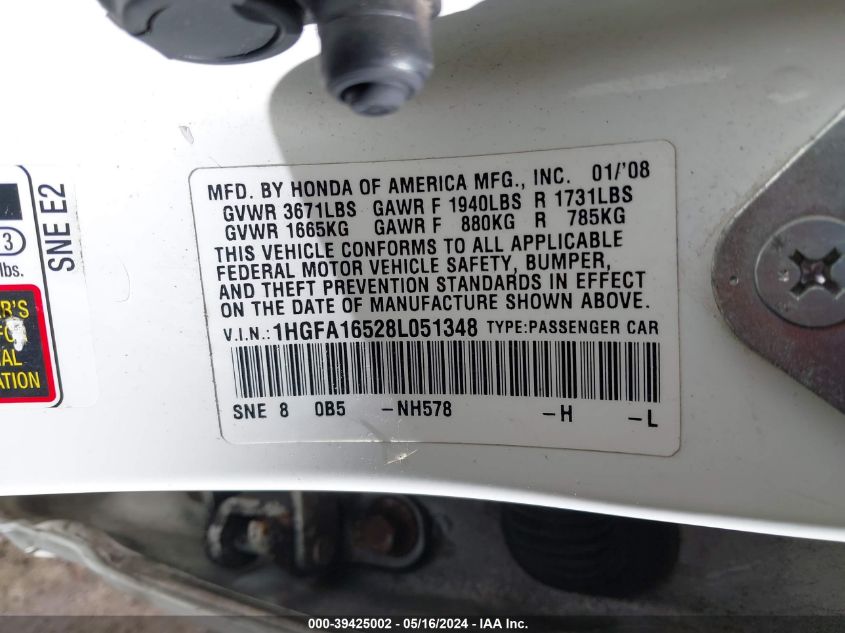 MFD. BY HONDA OF AMERICA MFG., INC. 01/'08
GVWR 3671LBS GAWR F 1940LBS R 1731LBS
GVWR 1665KG GAWR F 880KG R 785KG
THIS VEHICLE CONFORMS TO ALL APPLICABLE
FEDERAL MOTOR VEHICLE SAFETY, BUMPER,
AND THEFT PREVENTION STANDARDS IN EFFECT
ON THE DATE OF MANUFACTURE SHOWN ABOVE.
V.I.N.:1HGFA16528L051348 TYPE:PASSENGER CAR
SNE 8 0B5 -NH578 -H -L
SNE E2
3
lbs.
000-39425002 - 05/16/2024 - IAA Inc.